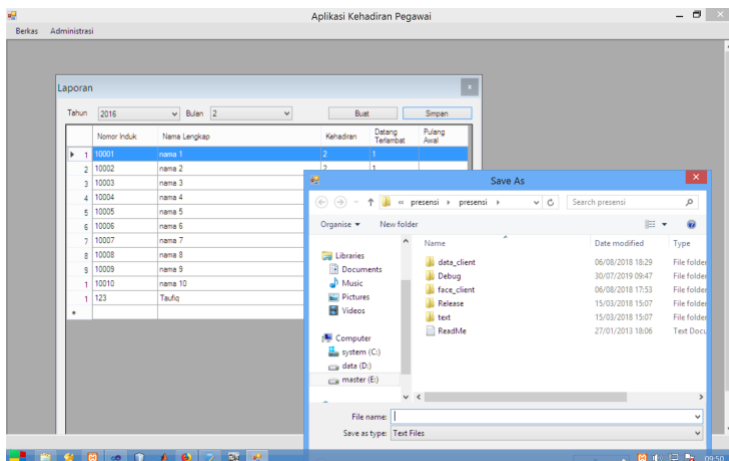 Aplikasi Kehadiran Pegawai
Berkas Administrasi
Laporan
Tahun 2016 Bulan 2 Buat Simpan
Nomor Induk Nama Lengkap Kehadiran Datang Terlambat Pulang Awal
1 10001 nama 1 2 1
2 10002 nama 2 2 1
3 10003 nama 3
4 10004 nama 4
5 10005 nama 5
6 10006 nama 6
7 10007 nama 7
8 10008 nama 8
9 10009 nama 9
1 10010 nama 10
1 123 Taufiq
Save As
« presensi presensi Search presensi
Organise New folder
Name Date modified Type
Libraries
Documents
Music
Pictures
Videos
Computer
system (C:)
data (D:)
master (E:)
data_client 06/08/2018 18:29 File folder
Debug 30/07/2019 09:47 File folder
face_client 06/08/2018 17:53 File folder
Release 15/03/2018 15:07 File folder
text 15/03/2018 15:07 File folder
ReadMe 27/01/2013 18:06 Text Docu
File name:
Save as type: Text Files
09:50